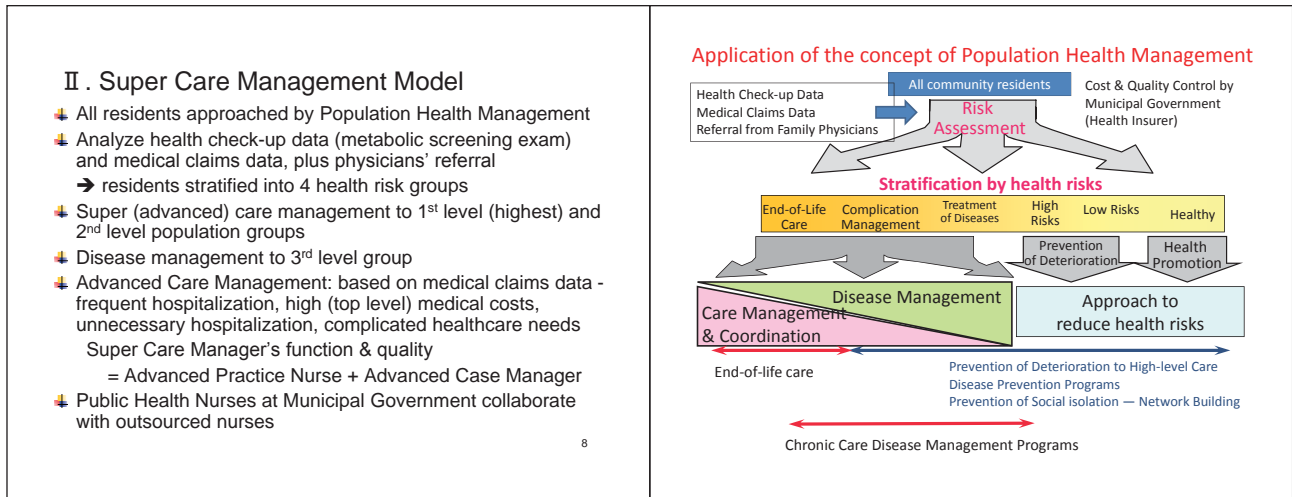 Ⅱ. Super Care Management Model
All residents approached by Population Health Management
Analyze health check-up data (metabolic screening exam)
and medical claims data, plus physicians' referral
➔ residents stratified into 4 health risk groups
Super (advanced) care management to 1st level (highest) and
2nd level population groups
Disease management to 3rd level group
Advanced Care Management: based on medical claims data -
frequent hospitalization, high (top level) medical costs,
unnecessary hospitalization, complicated healthcare needs
Super Care Manager's function & quality
= Advanced Practice Nurse + Advanced Case Manager
Public Health Nurses at Municipal Government collaborate
with outsourced nurses
8
Application of the concept of Population Health Management
Health Check-up Data
Medical Claims Data
Referral from Family Physicians
All community residents
Risk
Assessment
Cost & Quality Control by
Municipal Government
(Health Insurer)
Stratification by health risks
End-of-Life
Care
Complication
Management
Treatment
of Diseases
High
Risks
Low Risks
Healthy
Prevention
of Deterioration
Health
Promotion
Disease Management
Care Management
& Coordination
Approach to
reduce health risks
End-of-life care
Prevention of Deterioration to High-level Care
Disease Prevention Programs
Prevention of Social isolation — Network Building
Chronic Care Disease Management Programs